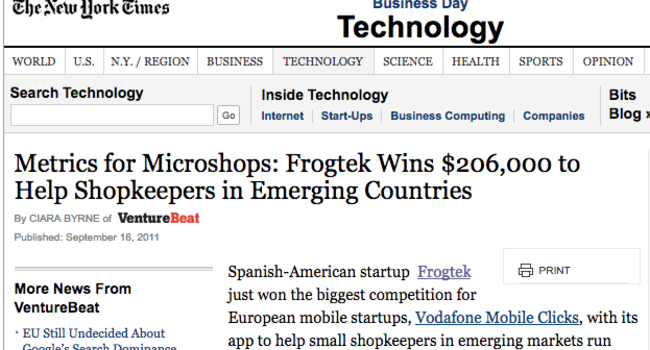 The New York Times
Business Day
Technology
WORLD U.S. N.Y. / REGION BUSINESS TECHNOLOGY SCIENCE HEALTH SPORTS OPINION
Search Technology
Go
Inside Technology
Internet Start-Ups Business Computing Companies
Bits
Blog »
Metrics for Microshops: Frogtek Wins $206,000 to
Help Shopkeepers in Emerging Countries
By CIARA BYRNE of VentureBeat
Published: September 16, 2011
PRINT
More News From
VentureBeat
• EU Still Undecided About
Google's Search Dominance
Spanish-American startup Frogtek
just won the biggest competition for
European mobile startups, Vodafone Mobile Clicks, with its
app to help small shopkeepers in emerging markets run